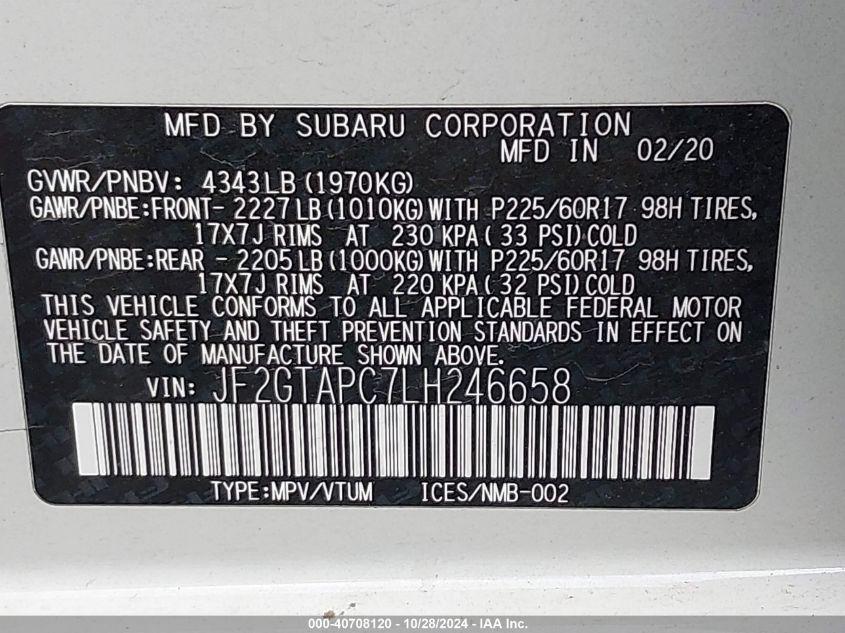 MFD BY SUBARU CORPORATION
MFD IN 02/20
GVWR/PNBV: 4343LB (1970KG)
GAWR/PNBE:FRONT- 2227 LB (1010KG) WITH P225/60R17 98H TIRES,
17X7J RIMS AT 230 KPA ( 33 PSI) COLD
GAWR/PNBE:REAR - 2205 LB (1000KG) WITH P225/60R17 98H TIRES,
17X7J RIMS AT 220 KPA ( 32 PSI) COLD
THIS VEHICLE CONFORMS TO ALL APPLICABLE FEDERAL MOTOR
VEHICLE SAFETY AND THEFT PREVENTION STANDARDS IN EFFECT ON
THE DATE OF MANUFACTURE SHOWN ABOVE.
VIN: JF2GTAPC7LH246658
TYPE:MPV/VTUM ICES/NMB-002
000-40708120 - 10/28/2024 - IAA Inc.